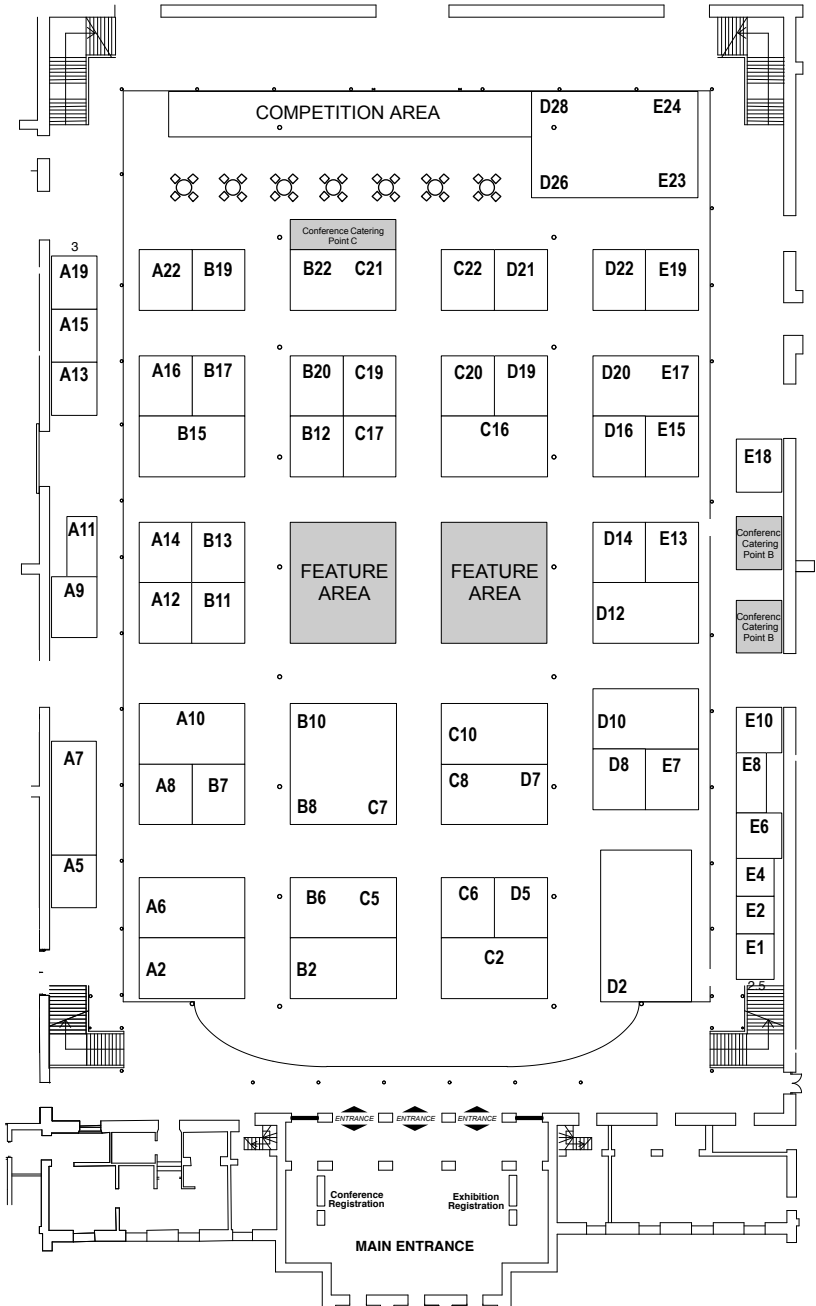 COMPETITION AREA
D28
E24
D26
E23
Conference Catering
Point C
3
A19
A22
B19
B22
C21
C22
D21
D22
E19
A15
A13
A16
B17
B20
C19
C20
D19
D20
E17
B15
B12
C17
C16
D16
E15
E18
A11
A14
B13
FEATURE
AREA
FEATURE
AREA
D14
E13
Conferenc
Catering
Point B
A9
A12
B11
D12
Conferenc
Catering
Point B
A10
B10
C10
D10
E10
A7
A8
B7
B8
C7
C8
D7
D8
E7
E8
E6
A5
A6
B6
C5
C6
D5
E4
E2
A2
B2
C2
D2
E1
2.5
ENTRANCE
ENTRANCE
ENTRANCE
Conference
Registration
Exhibition
Registration
MAIN ENTRANCE